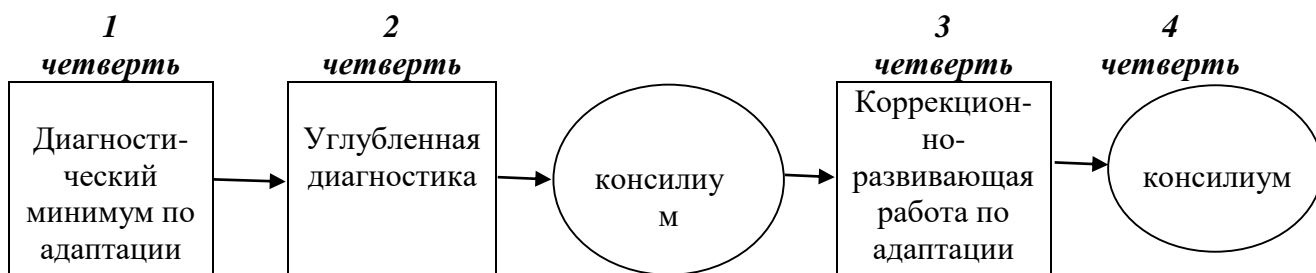 1
четверть
2
четверть
3
четверть
4
четверть
Диагности-
ческий
минимум по
адаптации
Углубленная
диагностика
консилиу
м
Коррекцион-
но-
развивающая
работа по
адаптации
консилиум